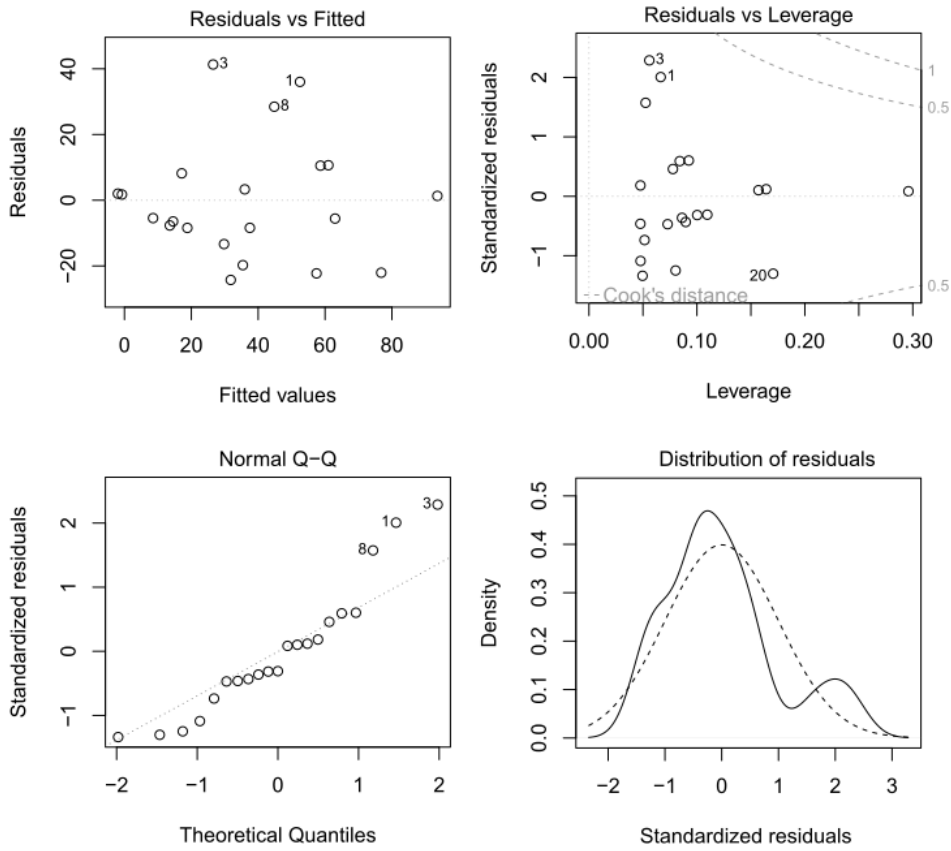 Residuals vs Fitted
Residuals
40
20
0
−20
3
1
8
0 20 40 60 80
Fitted values
Residuals vs Leverage
Standardized residuals
2
1
0
−1
3
1
20
1
0.5
0.5
Cook's distance
0.00 0.10 0.20 0.30
Leverage
Normal Q−Q
Standardized residuals
2
1
0
−1
3
1
8
−2 −1 0 1 2
Theoretical Quantiles
Distribution of residuals
Density
0.5
0.4
0.3
0.2
0.1
0.0
−2 −1 0 1 2 3
Standardized residuals